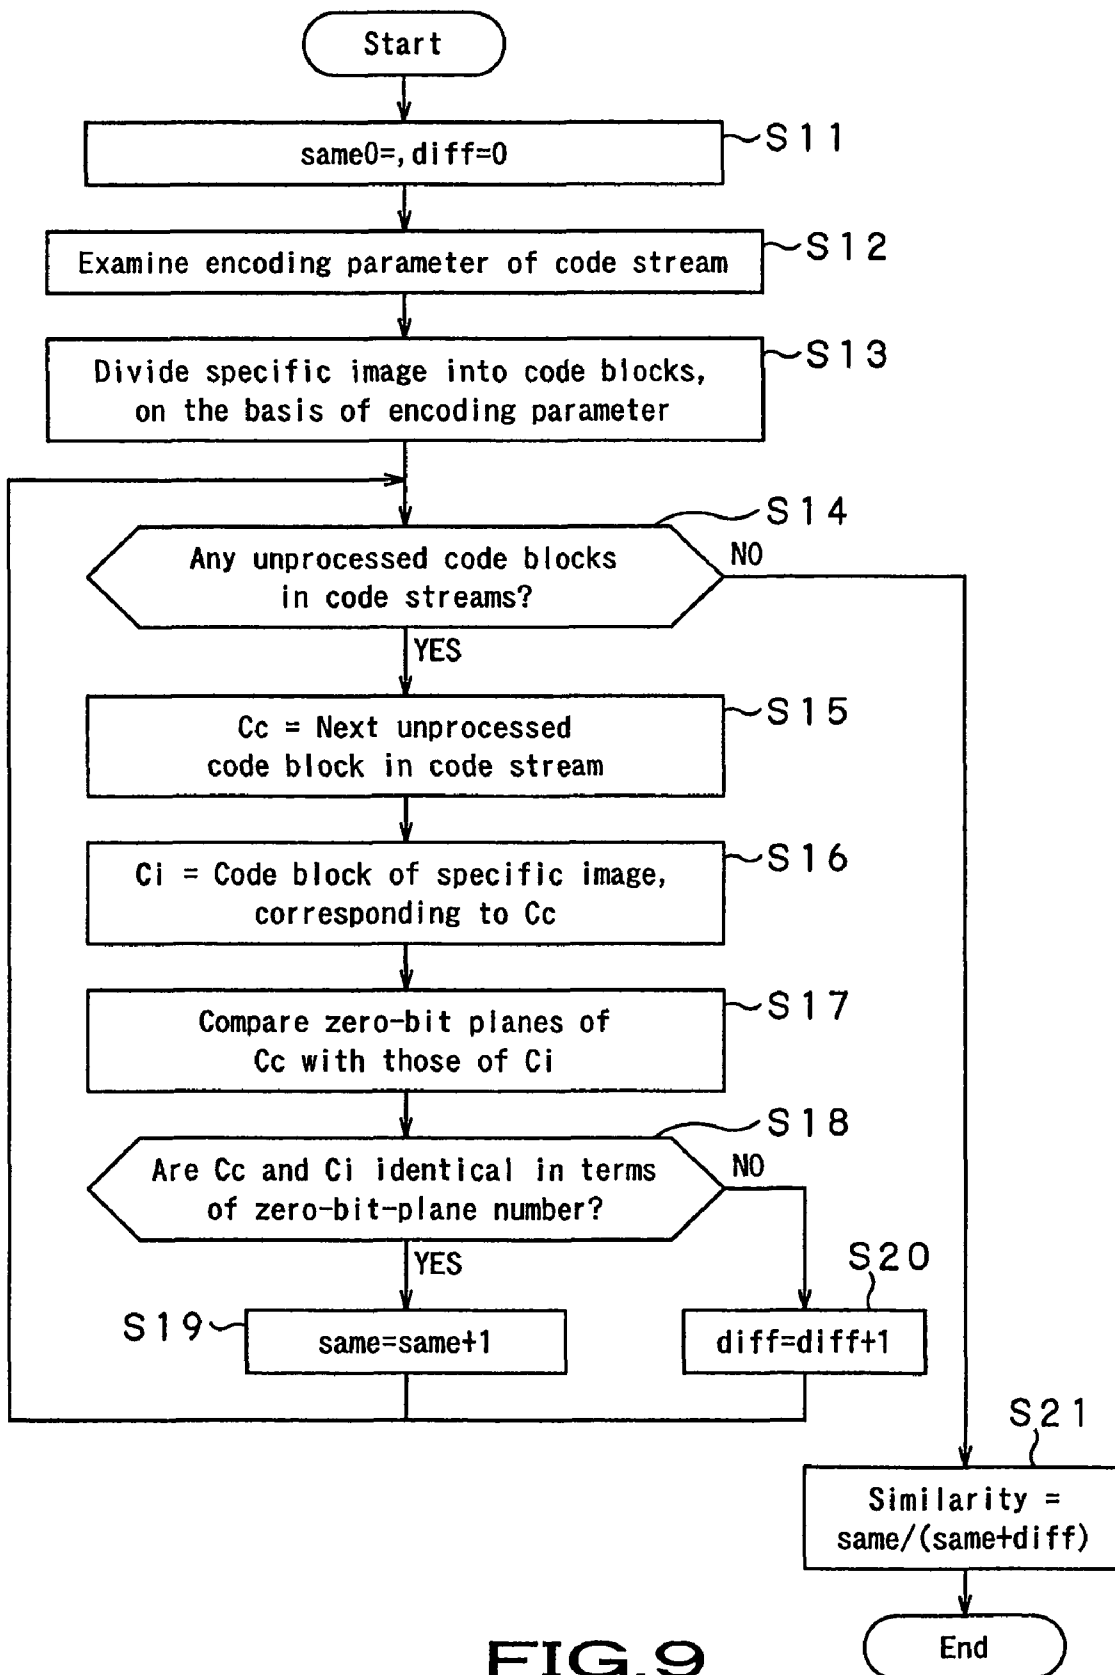 Start
same0=,diff=0
S11
Examine encoding parameter of code stream
S12
Divide specific image into code blocks,
on the basis of encoding parameter
S13
Any unprocessed code blocks
in code streams?
S14
NO
YES
Cc = Next unprocessed
code block in code stream
S15
Ci = Code block of specific image,
corresponding to Cc
S16
Compare zero-bit planes of
Cc with those of Ci
S17
Are Cc and Ci identical in terms
of zero-bit-plane number?
S18
NO
YES
S19
same=same+1
S20
diff=diff+1
S21
Similarity =
same/(same+diff)
End
FIG.9